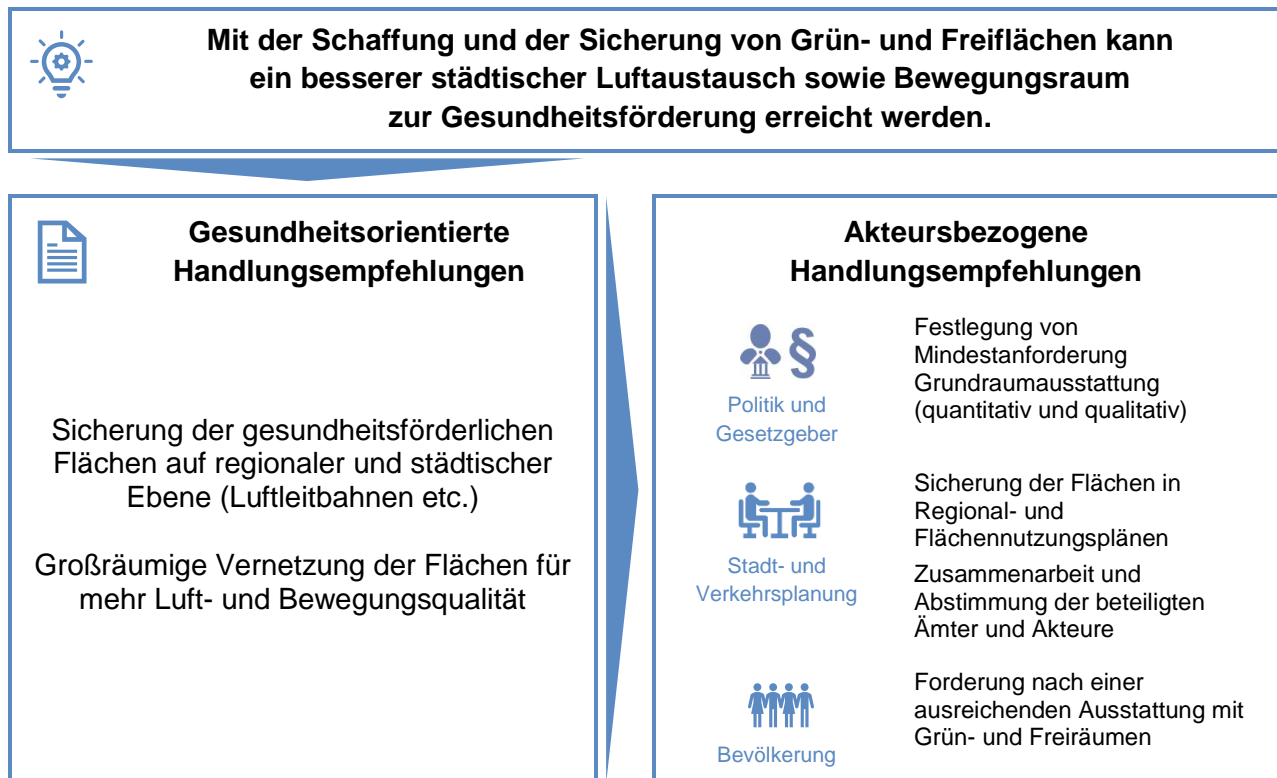 Mit der Schaffung und der Sicherung von Grün- und Freiflächen kann
ein besserer städtischer Luftaustausch sowie Bewegungsraum
zur Gesundheitsförderung erreicht werden.
Gesundheitsorientierte
Handlungsempfehlungen
Sicherung der gesundheitsförderlichen
Flächen auf regionaler und städtischer
Ebene (Luftleitbahnen etc.)
Großräumige Vernetzung der Flächen für
mehr Luft- und Bewegungsqualität
Akteursbezogene
Handlungsempfehlungen
§
Politik und
Gesetzgeber
Festlegung von
Mindestanforderung
Grundraumausstattung
(quantitativ und qualitativ)
Stadt- und
Verkehrsplanung
Sicherung der Flächen in
Regional- und
Flächennutzungsplänen
Zusammenarbeit und
Abstimmung der beteiligten
Ämter und Akteure
Bevölkerung
Forderung nach einer
ausreichenden Ausstattung mit
Grün- und Freiräumen